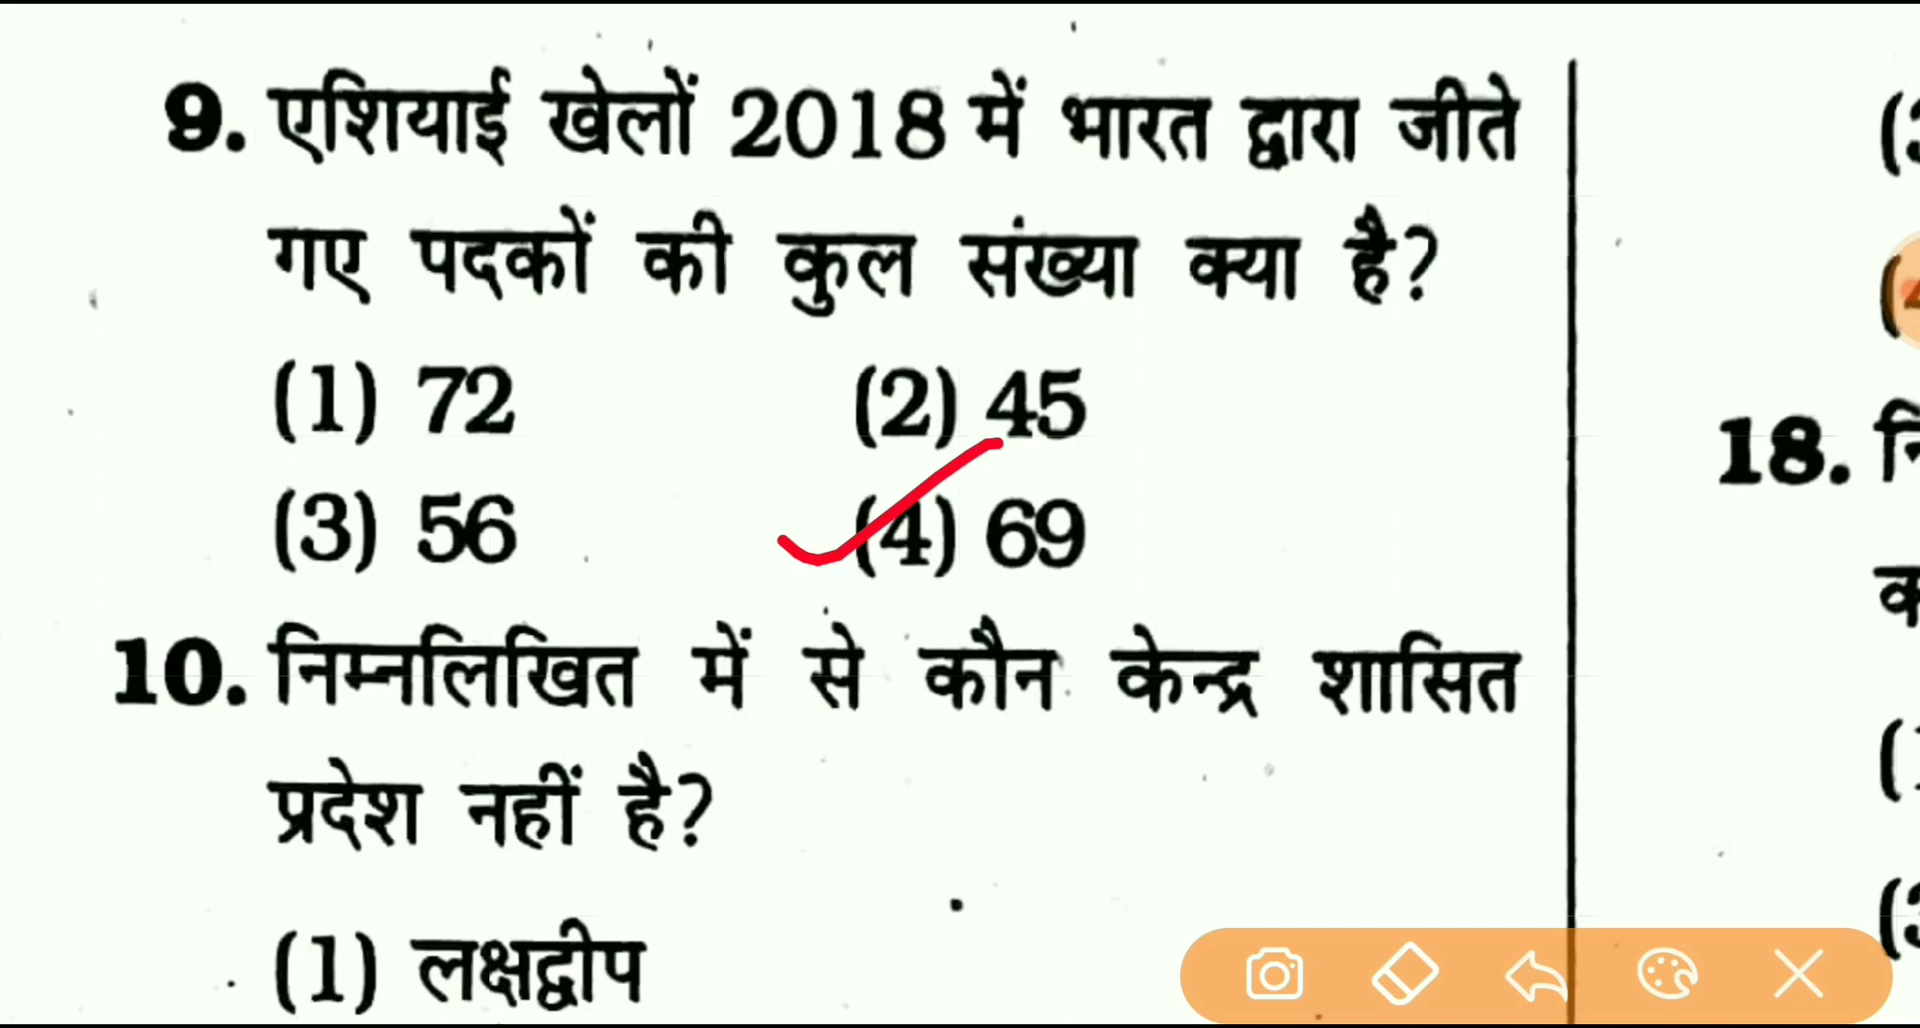 9. एशियाई खेलों 2018 में भारत द्वारा जीते
गए पदकों की कुल संख्या क्या है?
(1) 72 (2) 45
(3) 56 (4) 69
10. निम्नलिखित में से कौन केन्द्र शासित
प्रदेश नहीं है?
(1) लक्षद्वीप
18.